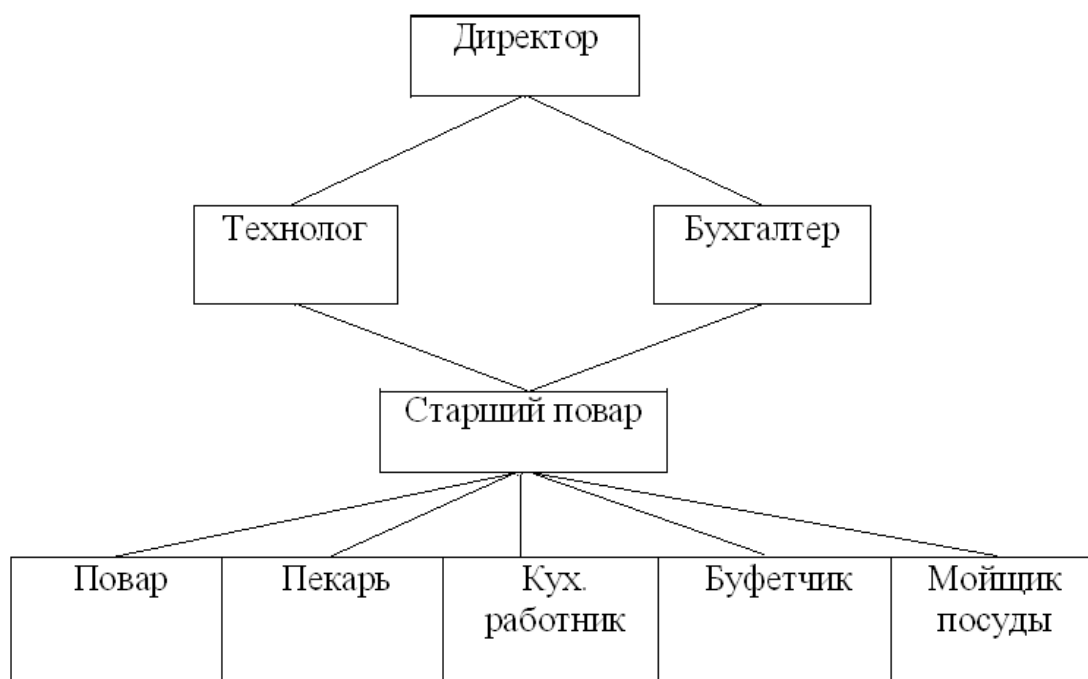 Директор
Технолог
Бухгалтер
Старший повар
Повар
Пекарь
Кух.
работник
Буфетчик
Мойщик
посуды